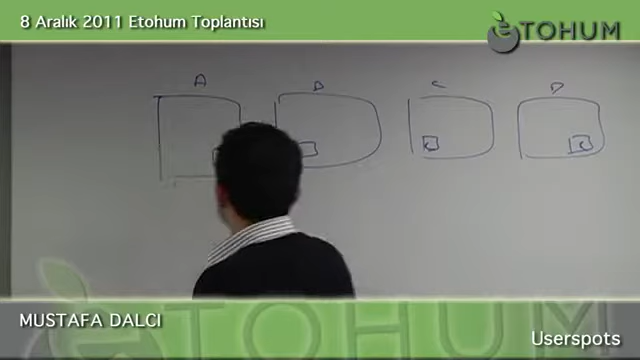 8 Aralık 2011 Etohum Toplantısı
eTOHUM
A
B
C
D
MUSTAFA DALCI
Userspots
eTOHUM